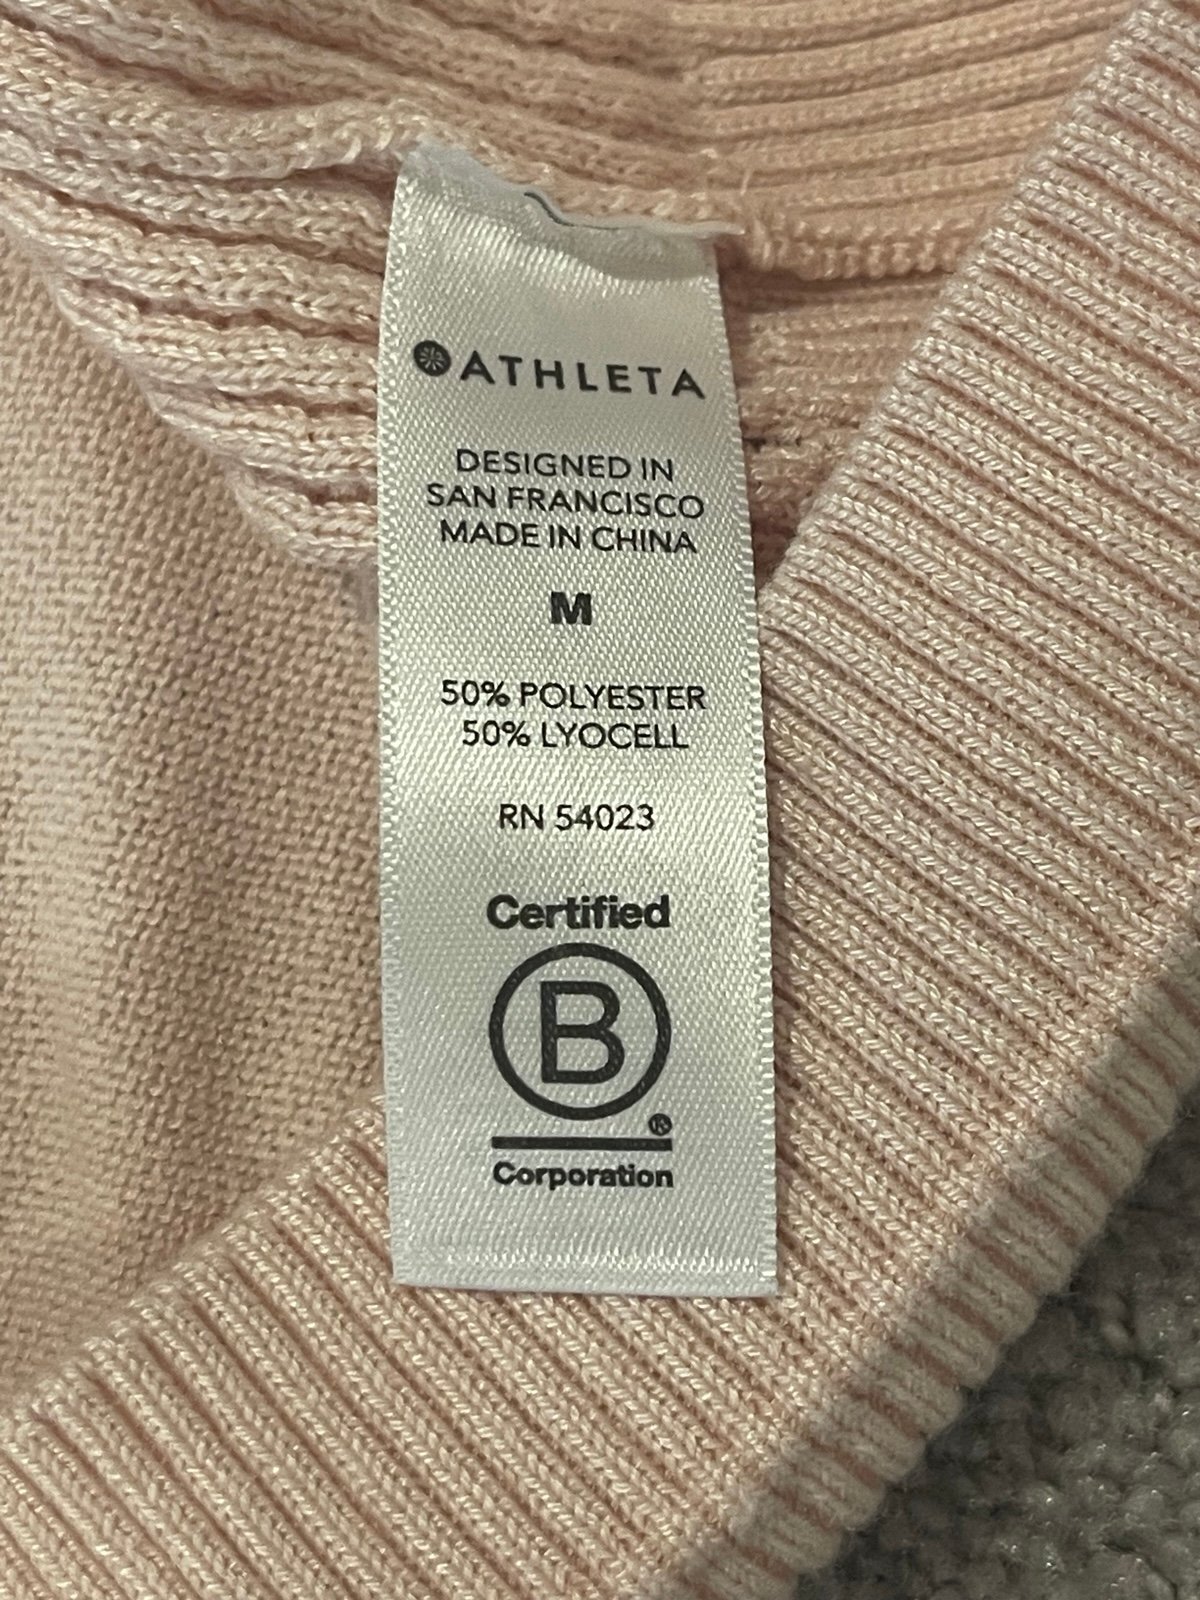 ATHLETA
DESIGNED IN
SAN FRANCISCO
MADE IN CHINA
M
50% POLYESTER
50% LYOCELL
RN 54023
Certified
B
®
Corporation